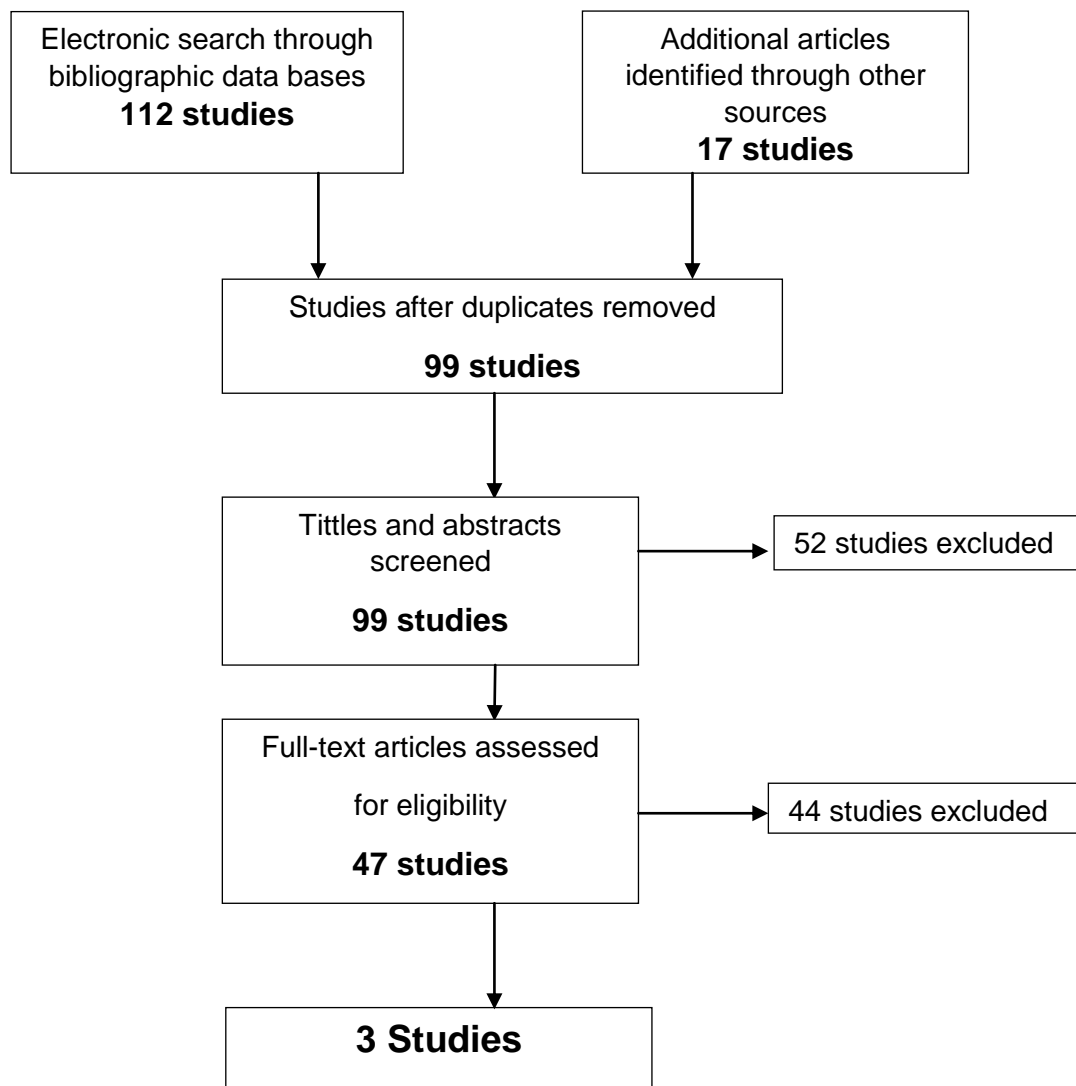 Electronic search through
bibliographic data bases
112 studies
Additional articles
identified through other
sources
17 studies
Studies after duplicates removed
99 studies
Tittles and abstracts
screened
99 studies
52 studies excluded
Full-text articles assessed
for eligibility
47 studies
44 studies excluded
3 Studies